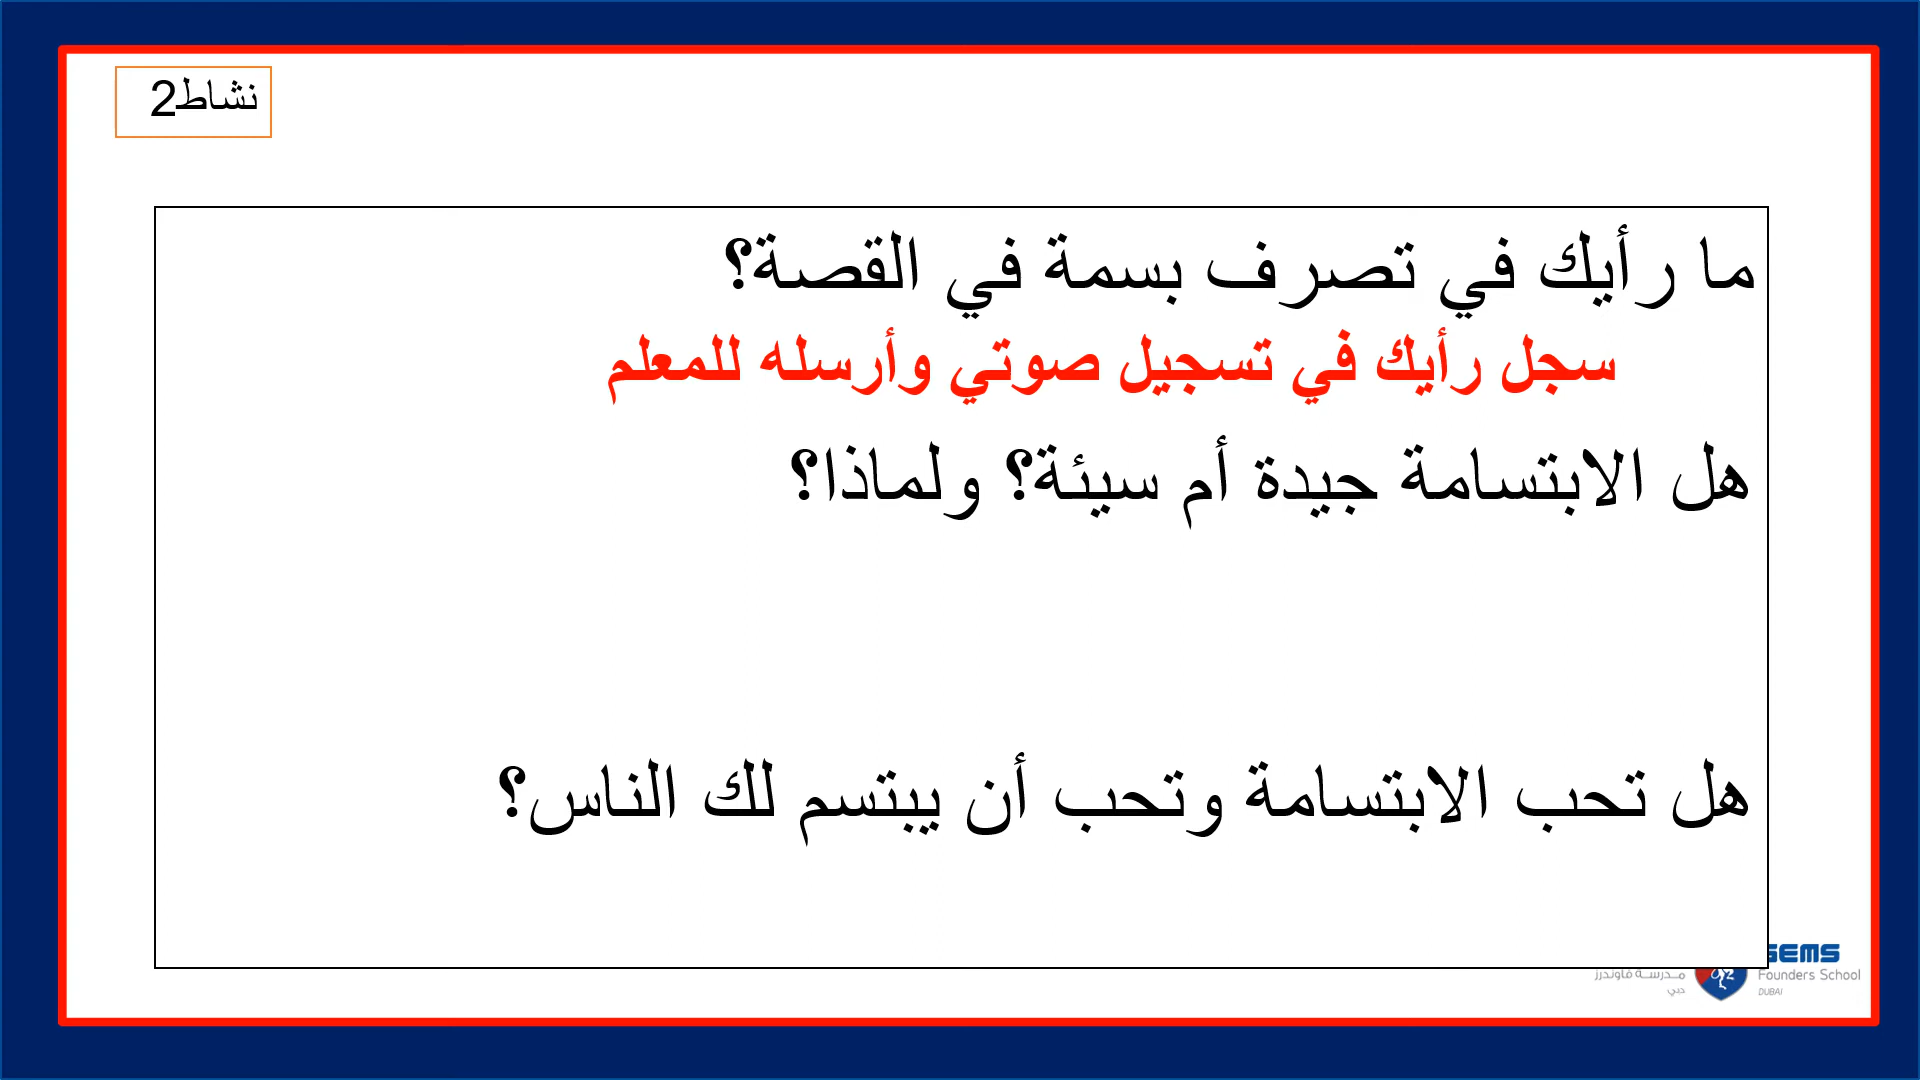 نشاط2
ما رأيك في تصرف بسمة في القصة؟
سجل رأيك في تسجيل صوتي وأرسله للمعلم
هل الابتسامة جيدة أم سيئة؟ ولماذا؟
هل تحب الابتسامة وتحب أن يبتسم لك الناس؟
GEMS
مدرسة فاوندرز
Founders School
دبي
DUBAI